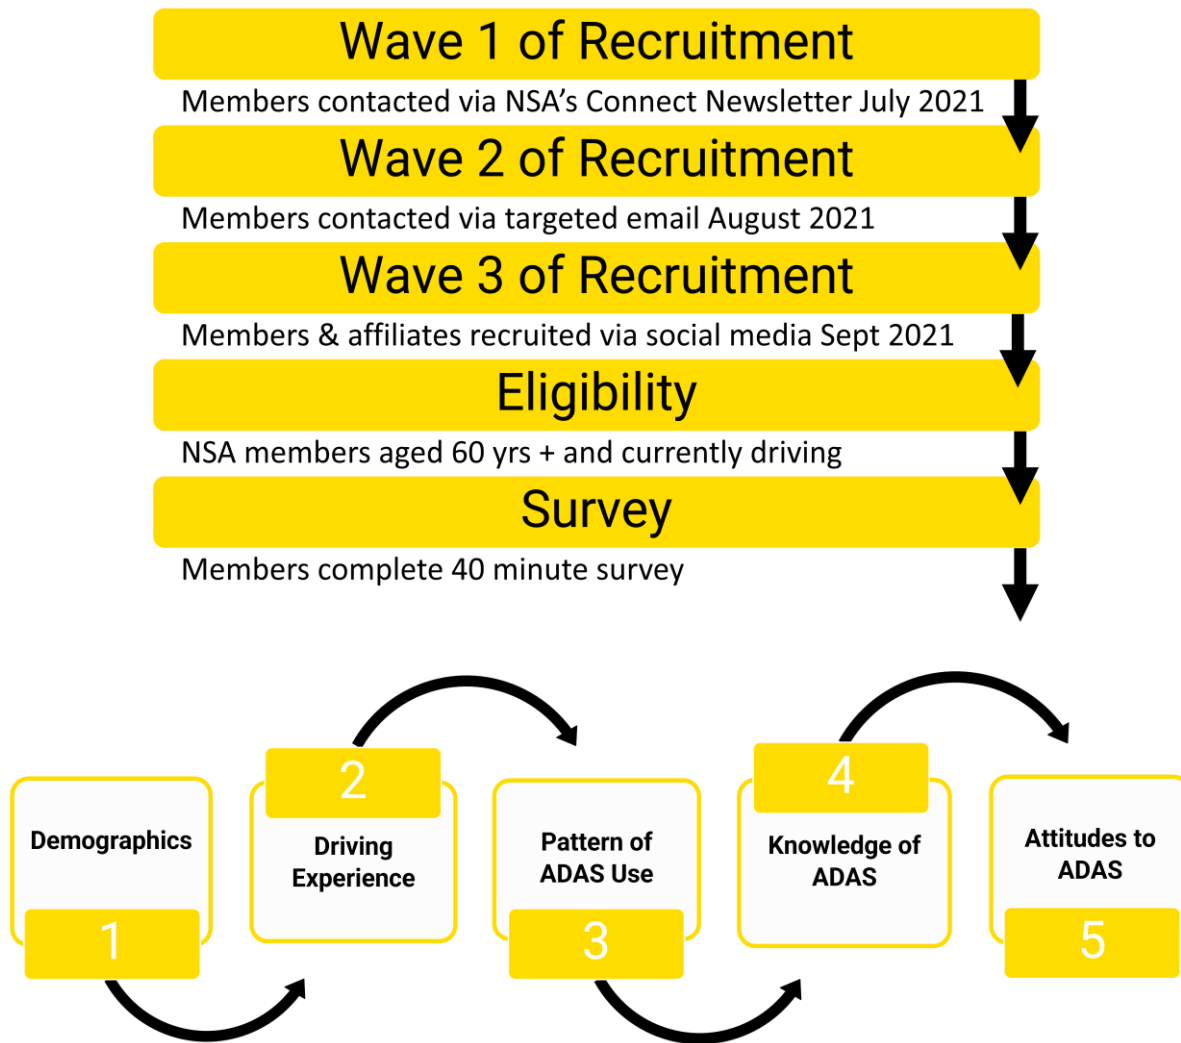 Wave 1 of Recruitment
Members contacted via NSA’s Connect Newsletter July 2021
Wave 2 of Recruitment
Members contacted via targeted email August 2021
Wave 3 of Recruitment
Members & affiliates recruited via social media Sept 2021
Eligibility
NSA members aged 60 yrs + and currently driving
Survey
Members complete 40 minute survey
Demographics
1
2
Driving
Experience
Pattern of
ADAS Use
3
4
Knowledge of
ADAS
Attitudes to
ADAS
5